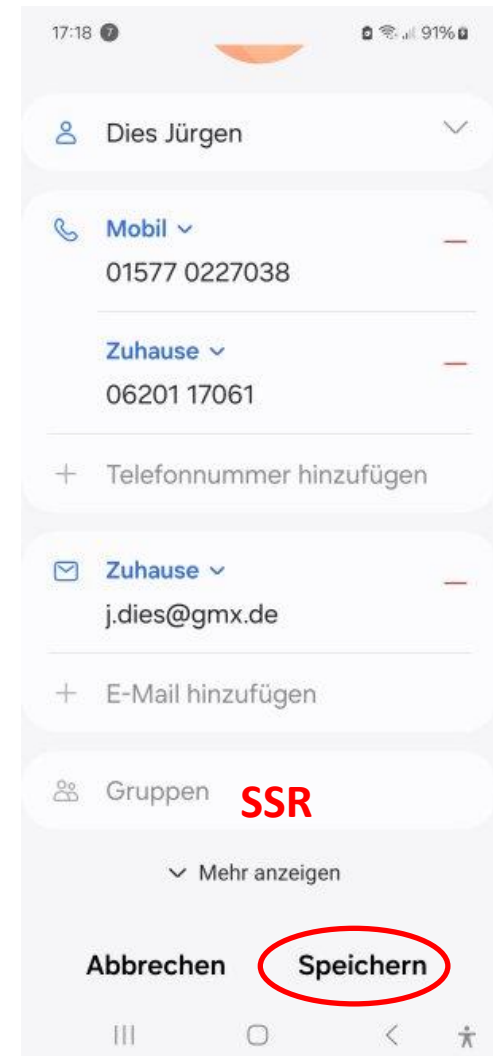 17:18 7 91%
Dies Jürgen
Mobil
01577 0227038
Zuhause
06201 17061
+ Telefonnummer hinzufügen
Zuhause
j.dies@gmx.de
+ E-Mail hinzufügen
Gruppen SSR
Mehr anzeigen
Abbrechen Speichern